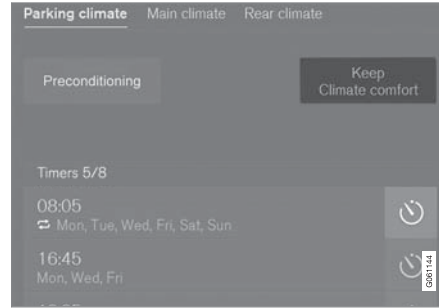 Parking climate Main climate Rear climate
Preconditioning
Keep
Climate comfort
Timers 5/8
08:05
Mon, Tue, Wed, Fri, Sat, Sun
16:45
Mon, Wed, Fri
G061144